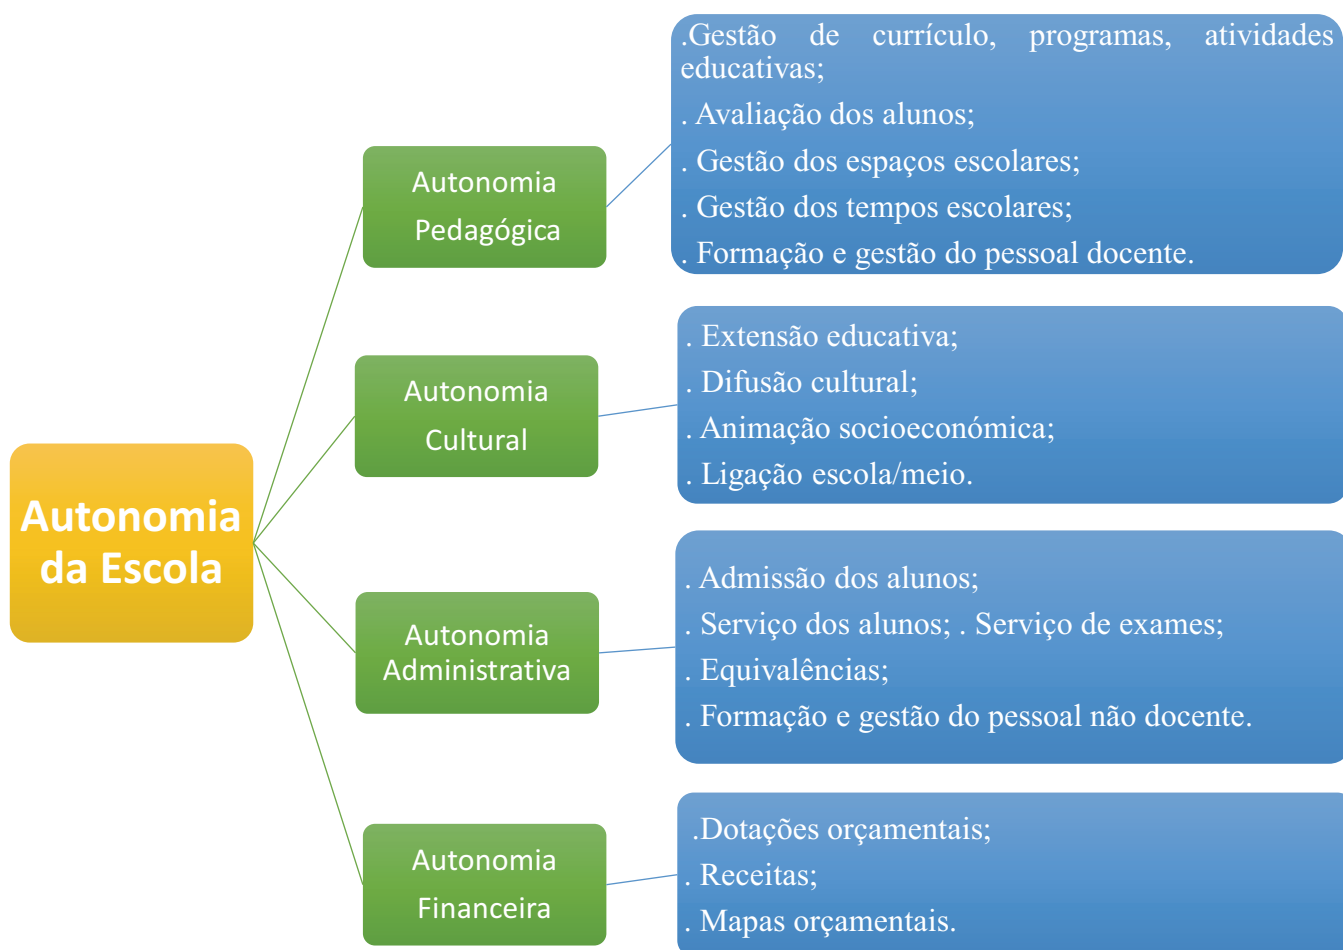 Autonomia
da Escola
Autonomia
Pedagógica
.Gestão de currículo, programas, atividades
educativas;
. Avaliação dos alunos;
. Gestão dos espaços escolares;
. Gestão dos tempos escolares;
. Formação e gestão do pessoal docente.
Autonomia
Cultural
. Extensão educativa;
. Difusão cultural;
. Animação socioeconómica;
. Ligação escola/meio.
Autonomia
Administrativa
. Admissão dos alunos;
. Serviço dos alunos; . Serviço de exames;
. Equivalências;
. Formação e gestão do pessoal não docente.
Autonomia
Financeira
.Dotações orçamentais;
. Receitas;
. Mapas orçamentais.